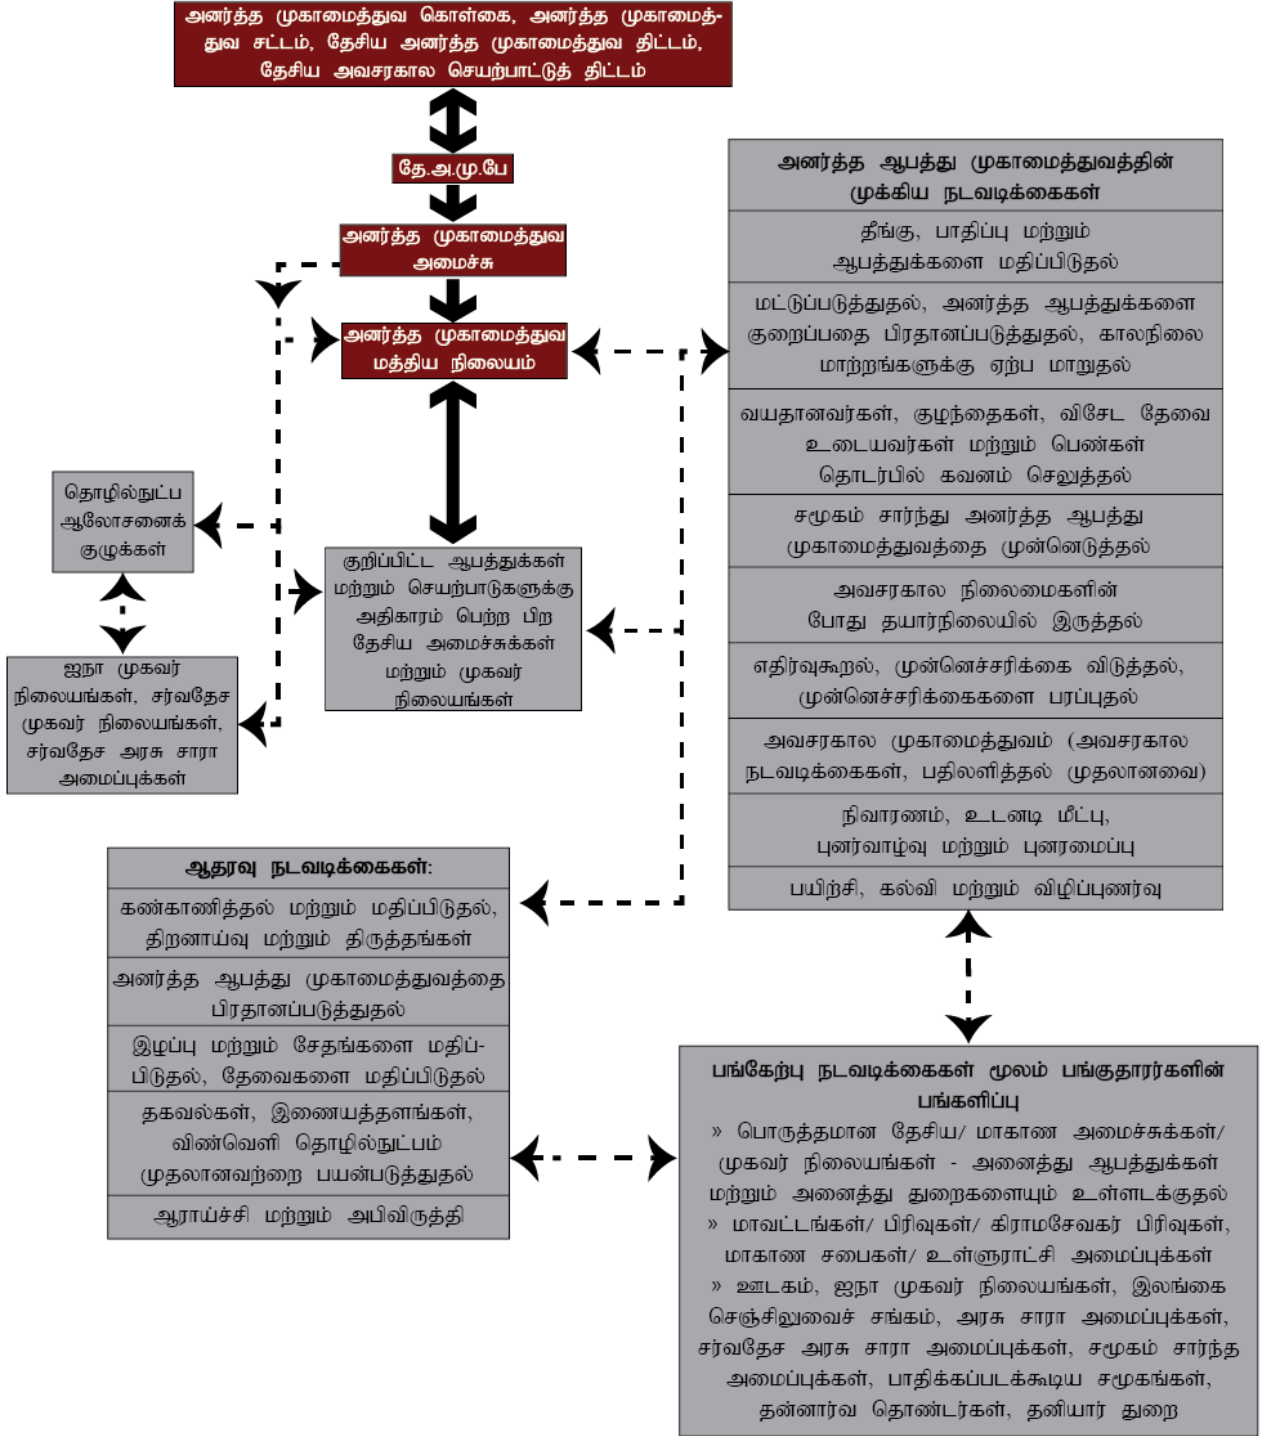 அனர்த்த முகாமைத்துவ கொள்கை, அனர்த்த முகாமைத்-
துவ சட்டம், தேசிய அனர்த்த முகாமைத்துவ திட்டம்,
தேசிய அவசரகால செயற்பாட்டுத் திட்டம்
தே.அ.மு.பே
அனர்த்த முகாமைத்துவ
அமைச்சு
அனர்த்த முகாமைத்துவ
மத்திய நிலையம்
தொழில்நுட்ப
ஆலோசனைக்
குழுக்கள்
குறிப்பிட்ட ஆபத்துக்கள்
மற்றும் செயற்பாடுகளுக்கு
அதிகாரம் பெற்ற பிற
தேசிய அமைச்சுக்கள்
மற்றும் முகவர்
நிலையங்கள்
ஐநா முகவர்
நிலையங்கள், சர்வதேச
முகவர் நிலையங்கள்,
சர்வதேச அரசு சாரா
அமைப்புக்கள்
அனர்த்த ஆபத்து முகாமைத்துவத்தின்
முக்கிய நடவடிக்கைகள்
தீங்கு, பாதிப்பு மற்றும்
ஆபத்துக்களை மதிப்பிடுதல்
மட்டுப்படுத்துதல், அனர்த்த ஆபத்துக்களை
குறைப்பதை பிரதானப்படுத்துதல், காலநிலை
மாற்றங்களுக்கு ஏற்ப மாறுதல்
வயதானவர்கள், குழந்தைகள், விசேட தேவை
உடையவர்கள் மற்றும் பெண்கள்
தொடர்பில் கவனம் செலுத்தல்
சமூகம் சார்ந்து அனர்த்த ஆபத்து
முகாமைத்துவத்தை முன்னெடுத்தல்
அவசரகால நிலைமைகளின்
போது தயார்நிலையில் இருத்தல்
எதிர்வுகூறல், முன்னெச்சரிக்கை விடுத்தல்,
முன்னெச்சரிக்கைகளை பரப்புதல்
அவசரகால முகாமைத்துவம் (அவசரகால
நடவடிக்கைகள், பதிலளித்தல் முதலானவை)
நிவாரணம், உடனடி மீட்பு,
புனர்வாழ்வு மற்றும் புனரமைப்பு
பயிற்சி, கல்வி மற்றும் விழிப்புணர்வு
ஆதரவு நடவடிக்கைகள்:
கண்காணித்தல் மற்றும் மதிப்பிடுதல்,
திறனாய்வு மற்றும் திருத்தங்கள்
அனர்த்த ஆபத்து முகாமைத்துவத்தை
பிரதானப்படுத்துதல்
இழப்பு மற்றும் சேதங்களை மதிப்-
பிடுதல், தேவைகளை மதிப்பிடுதல்
தகவல்கள், இணையத்தளங்கள்,
விண்வெளி தொழில்நுட்பம்
முதலானவற்றை பயன்படுத்துதல்
ஆராய்ச்சி மற்றும் அபிவிருத்தி
பங்கேற்பு நடவடிக்கைகள் மூலம் பங்குதாரர்களின்
பங்களிப்பு
» பொருத்தமான தேசிய/ மாகாண அமைச்சுக்கள்/
முகவர் நிலையங்கள் - அனைத்து ஆபத்துக்கள்
மற்றும் அனைத்து துறைகளையும் உள்ளடக்குதல்
» மாவட்டங்கள்/ பிரிவுகள்/ கிராமசேவகர் பிரிவுகள்,
மாகாண சபைகள்/ உள்ளுராட்சி அமைப்புக்கள்
» ஊடகம், ஐநா முகவர் நிலையங்கள், இலங்கை
செஞ்சிலுவைச் சங்கம், அரசு சாரா அமைப்புக்கள்,
சர்வதேச அரசு சாரா அமைப்புக்கள், சமூகம் சார்ந்த
அமைப்புக்கள், பாதிக்கப்படக்கூடிய சமூகங்கள்,
தன்னார்வ தொண்டர்கள், தனியார் துறை